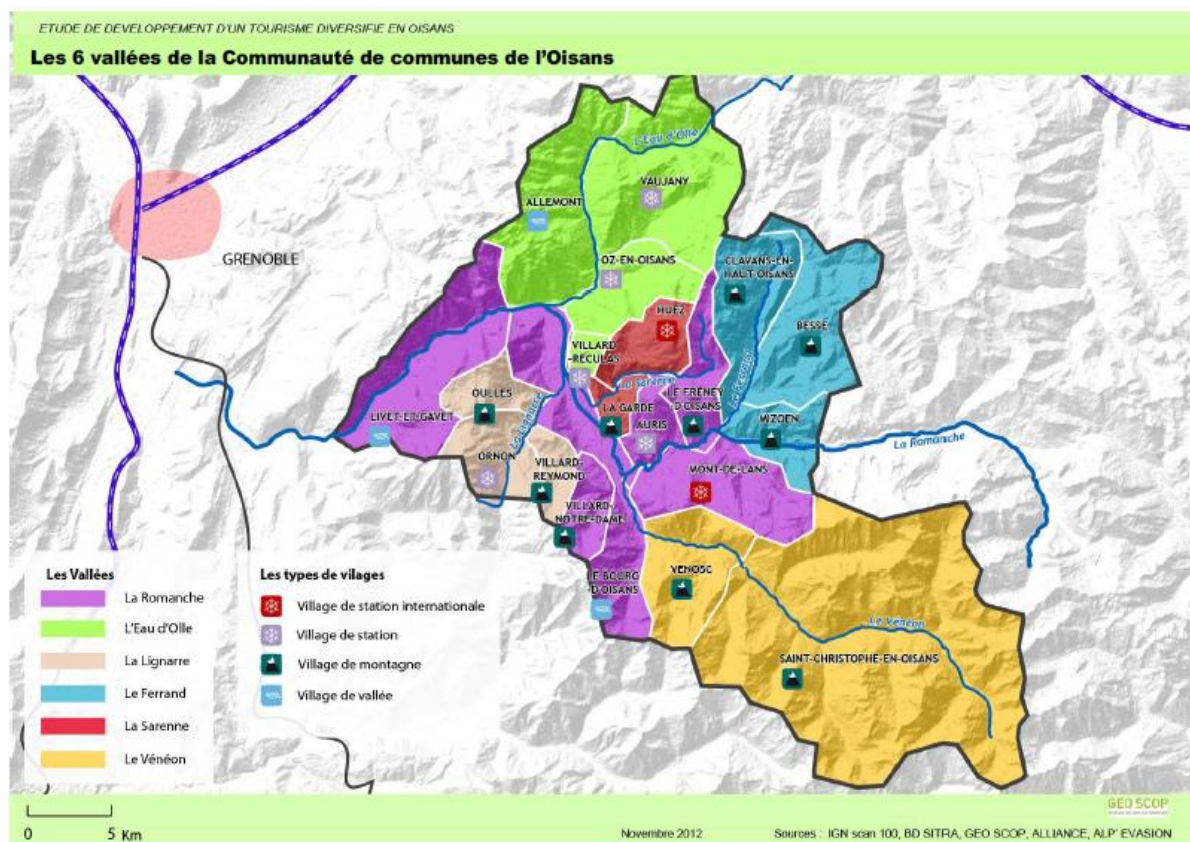 ETUDE DE DEVELOPPEMENT D'UN TOURISME DIVERSIFIE EN OISANS
Les 6 vallées de la Communauté de communes de l'Oisans
L'Eau d'Olle
VAUJANY
ALLEMONT
GRENOBLE
OZ-EN-OISANS
CLAVANS-EN-
HAUT-OISANS
HUEZ
BESSE
VILLARD
-RECULAS
La Sarenne
Le Ferrand
OULLES
LE FRÉNEY
-D'OISANS
LIVET-ET-GAVET
La Lignarre
LA GARDE
AURIS
MIZOEN
La Romanche
ORNON
VILLARD-
REYMOND
MONT-DE-LANS
VILLARD-
NOTRE-DAME
LE BOURG
D'OISANS
VENOSC
Le Vénéon
SAINT-CHRISTOPHE-EN-OISANS
Les Vallées
La Romanche
L'Eau d'Olle
La Lignarre
Le Ferrand
La Sarenne
Le Vénéon
Les types de vilages
Village de station internationale
Village de station
Village de montagne
Village de vallée
0 5 Km
Novembre 2012
GEO SCOP
Sources : IGN scan 100, BD SITRA, GEO SCOP, ALLIANCE, ALP' EVASION